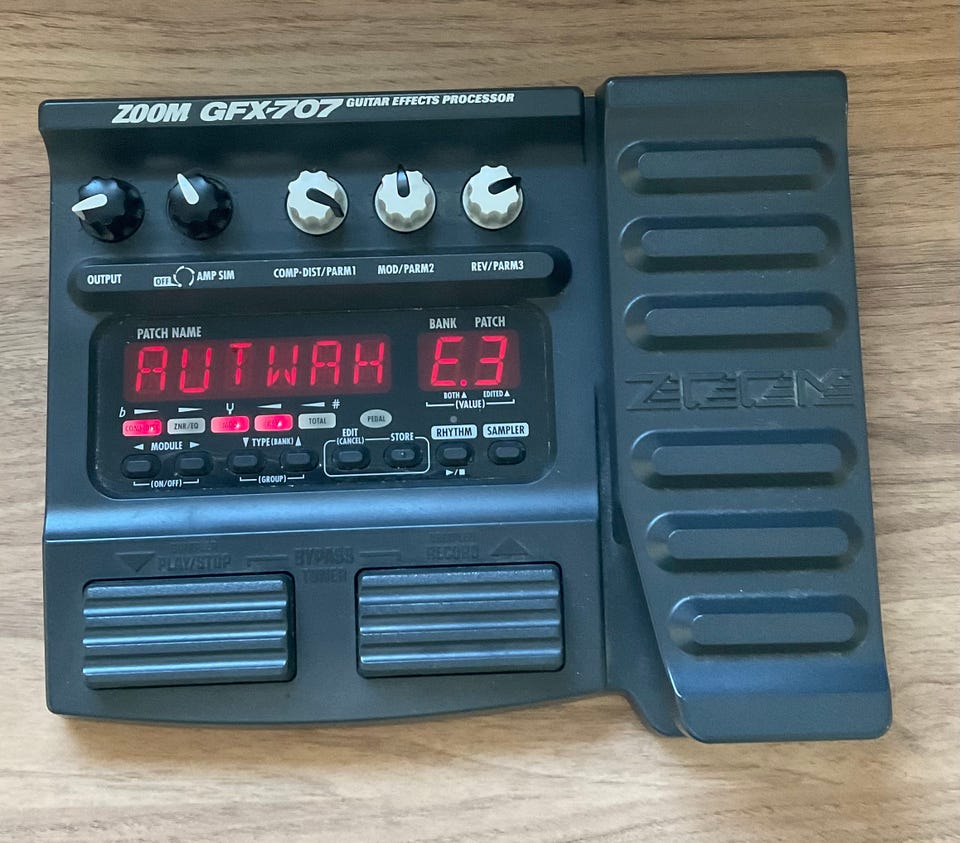 ZOOM GFX-707 GUITAR EFFECTS PROCESSOR
OUTPUT OFF AMP SIM COMP-DIST/PARM1 MOD/PARM2 REV/PARM3
PATCH NAME BANK PATCH
AUTWAH E.3
BOTH▲ EDITED▲
(VALUE)
b #
ZNR/EQ TOTAL PEDAL
◄ MODULE ► ▼ TYPE(BANK) ▲ EDIT STORE RHYTHM SAMPLER
(CANCEL)
►/■
(ON/OFF) (GROUP)
ZOOM
PLAY/STOP BYPASS RECORD
TUNER